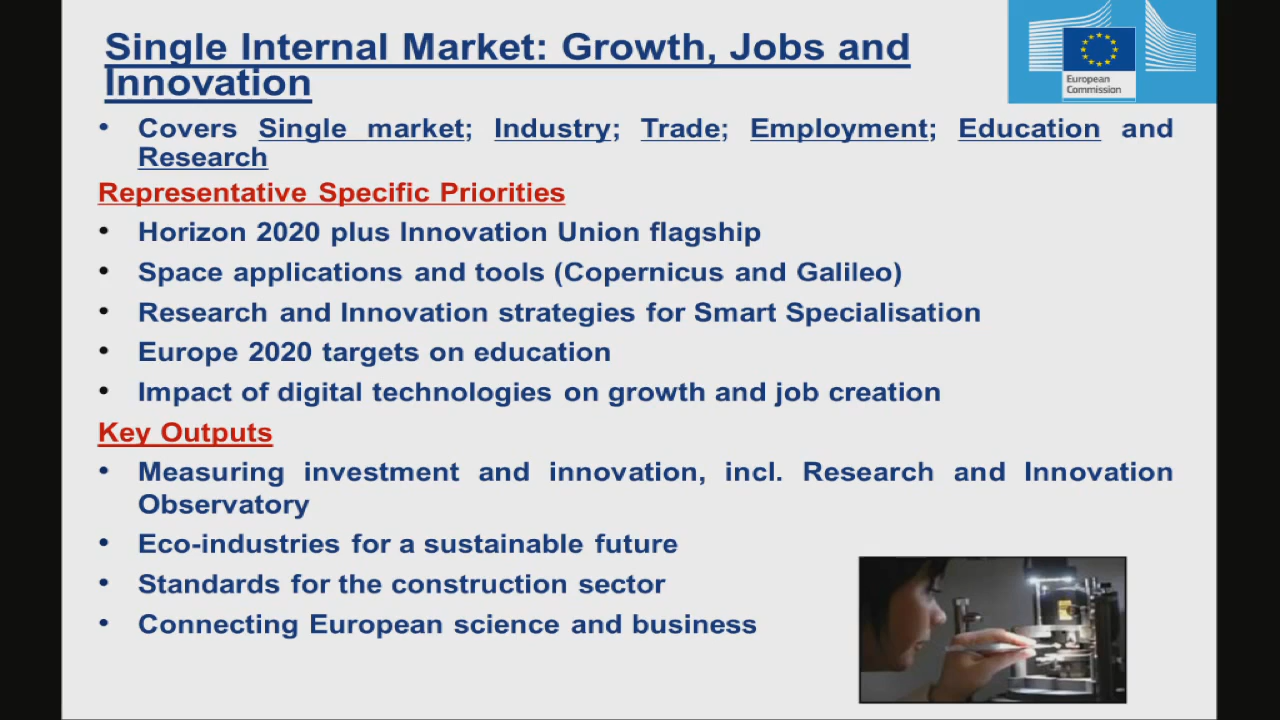 Single Internal Market: Growth, Jobs and
Innovation
European
Commission
• Covers Single market; Industry; Trade; Employment; Education and
Research
Representative Specific Priorities
• Horizon 2020 plus Innovation Union flagship
• Space applications and tools (Copernicus and Galileo)
• Research and Innovation strategies for Smart Specialisation
• Europe 2020 targets on education
• Impact of digital technologies on growth and job creation
Key Outputs
• Measuring investment and innovation, incl. Research and Innovation
Observatory
• Eco-industries for a sustainable future
• Standards for the construction sector
• Connecting European science and business